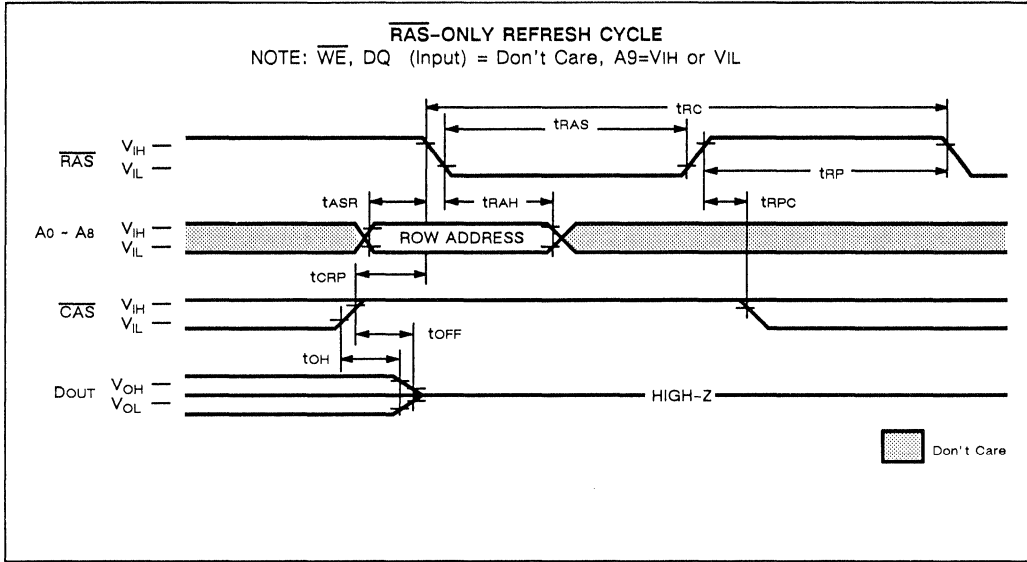 RAS-ONLY REFRESH CYCLE
NOTE: WE, DQ (Input) = Don't Care, A9=VIH or VIL
tRC
tRAS
RAS
VIH
VIL
tRP
tASR
tRAH
tRPC
A0 - A8
VIH
VIL
ROW ADDRESS
tCRP
CAS
VIH
VIL
tOFF
tOH
DOUT
VOH
VOL
HIGH-Z
Don't Care